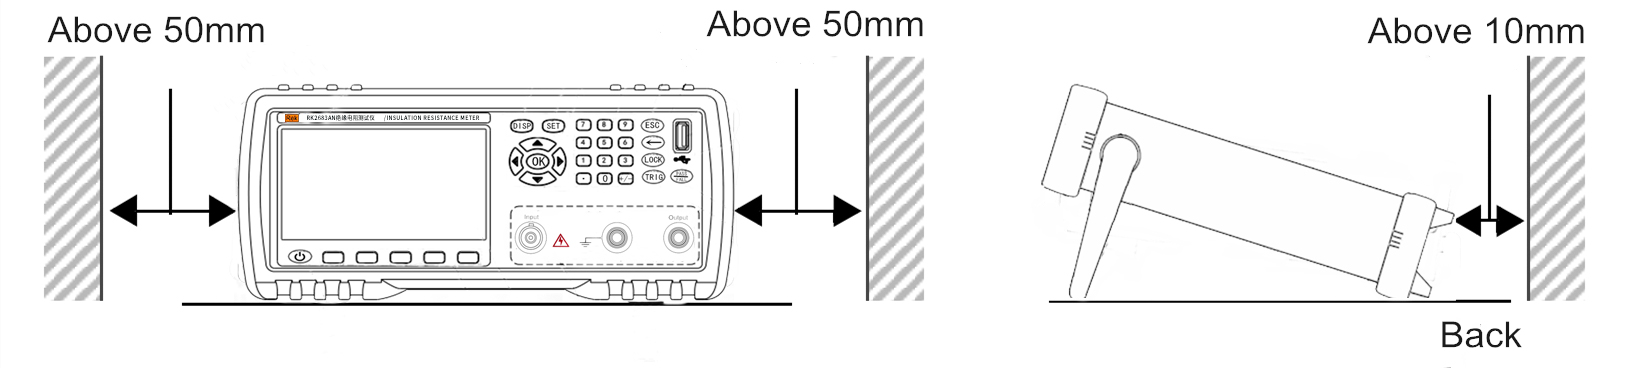 Above 50mm
Above 50mm
Above 10mm
Rek RK2683AN绝缘电阻测试仪 /INSULATION RESISTANCE METER
DISP SET 7 8 9 ESC
4 5 6
OK 1 2 3 LOCK
· 0 +/- TRIG
Input Output
Back